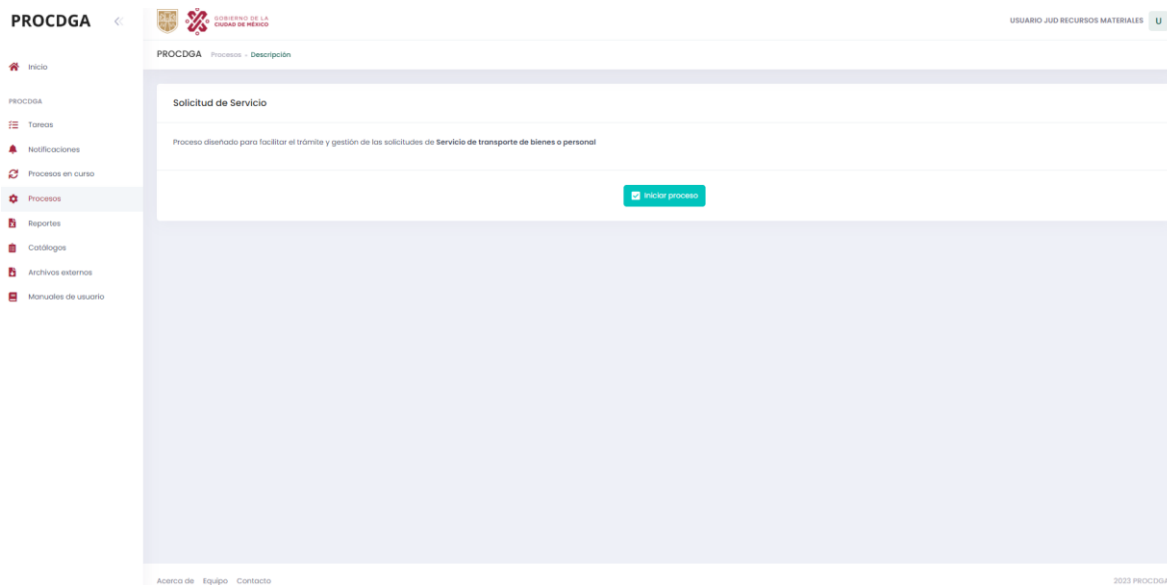 PROCDGA
GOBIERNO DE LA
CIUDAD DE MÉXICO
USUARIO JUD RECURSOS MATERIALES U
PROCDGA Procesos - Descripción
Inicio
PROCDGA
Tareas
Notificaciones
Procesos en curso
Procesos
Reportes
Catálogos
Archivos externos
Manuales de usuario
Solicitud de Servicio
Proceso diseñado para facilitar el trámite y gestión de las solicitudes de Servicio de transporte de bienes o personal
Iniciar proceso
Acerca de Equipo Contacto
2023 PROCDGA